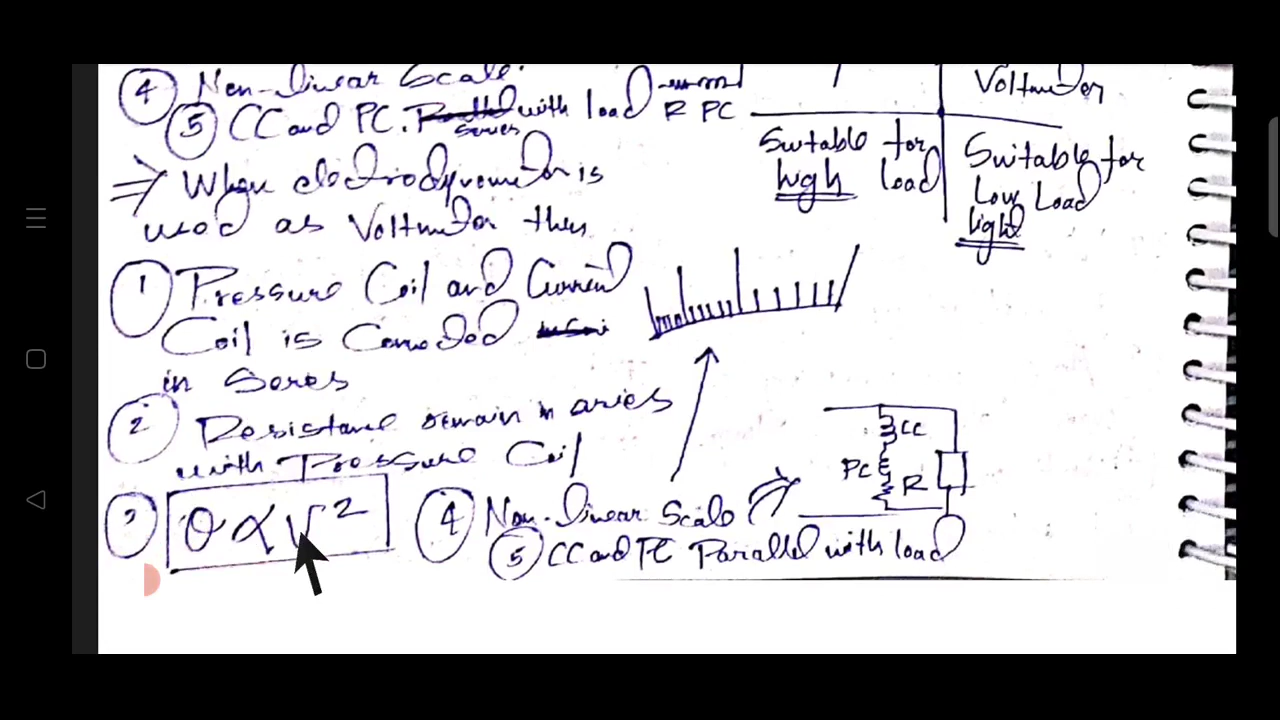 ④ Non-linear Scale.
⑤ CC and PC. with load R PC
series
Voltmeter
Suitable for
high load
Suitable for
Low Load
light
⇒ When electrodynamometer is
used as Voltmeter then
① Pressure Coil and Current
Coil is Connected
in Series
② Resistance remain in series
with Pressure Coil
③ θ ∝ V²
④ Non-linear Scale
⑤ CC and PC Parallel with load
CC
PC
R